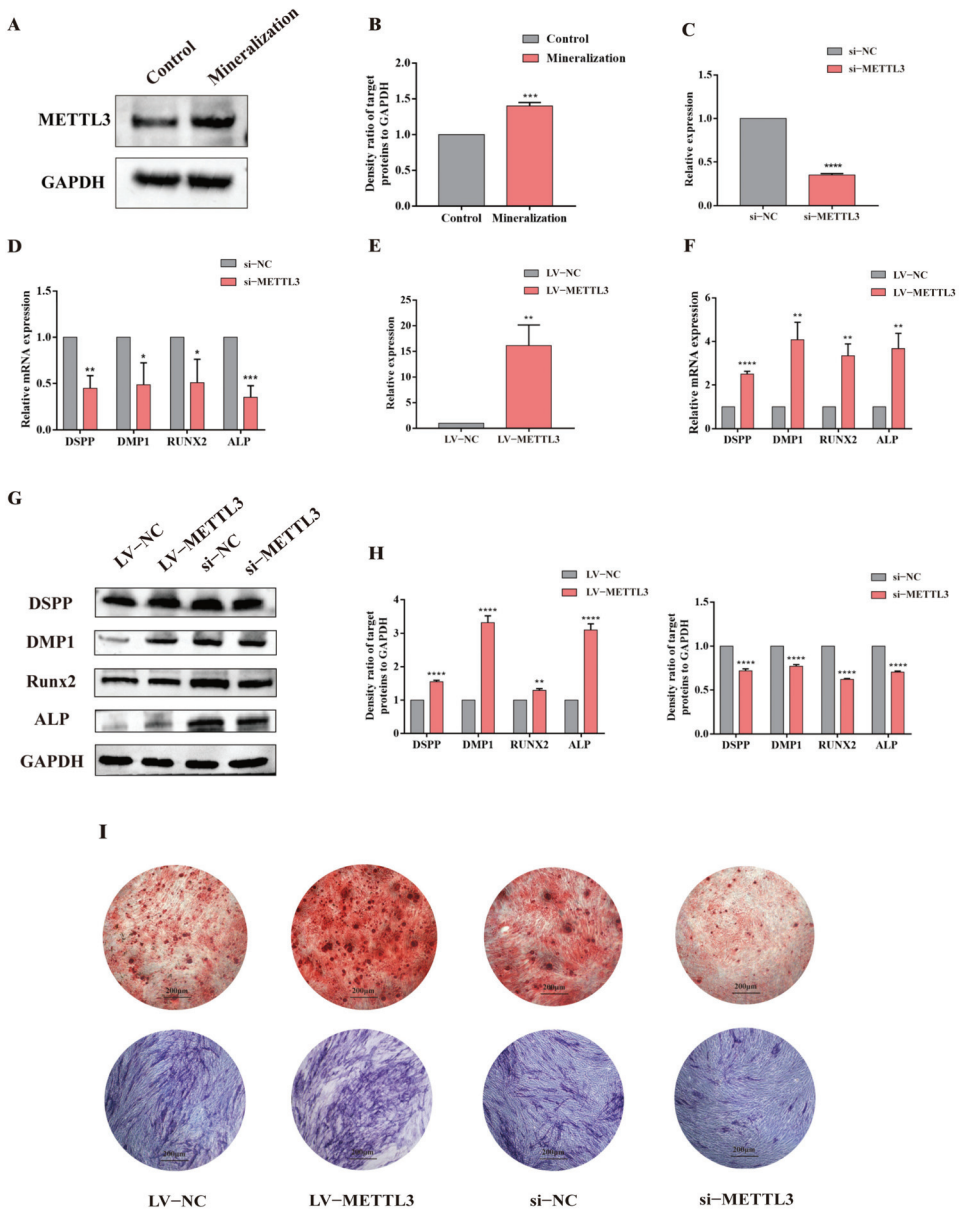 A
Control
Mineralization
METTL3
GAPDH
B
Control
Mineralization
Density ratio of target
proteins to GAPDH
2.0
1.5
1.0
0.5
0.0
***
Control
Mineralization
C
si−NC
si−METTL3
Relative expression
1.5
1.0
0.5
0.0
****
si−NC
si−METTL3
D
si−NC
si−METTL3
Relative mRNA expression
1.5
1.0
0.5
0.0
**
*
*
***
DSPP
DMP1
RUNX2
ALP
E
LV−NC
LV−METTL3
Relative expression
25
20
15
10
5
0
**
LV−NC
LV−METTL3
F
LV−NC
LV−METTL3
Relative mRNA expression
6
4
2
0
****
**
**
**
DSPP
DMP1
RUNX2
ALP
G
LV−NC
LV−METTL3
si−NC
si−METTL3
DSPP
DMP1
Runx2
ALP
GAPDH
H
LV−NC
LV−METTL3
Density ratio of target
proteins to GAPDH
4
3
2
1
0
****
****
**
****
DSPP
DMP1
RUNX2
ALP
si−NC
si−METTL3
Density ratio of target
proteins to GAPDH
1.5
1.0
0.5
0.0
****
****
****
****
DSPP
DMP1
RUNX2
ALP
I
200μm
200μm
200μm
200μm
200μm
200μm
200μm
200μm
LV−NC
LV−METTL3
si−NC
si−METTL3